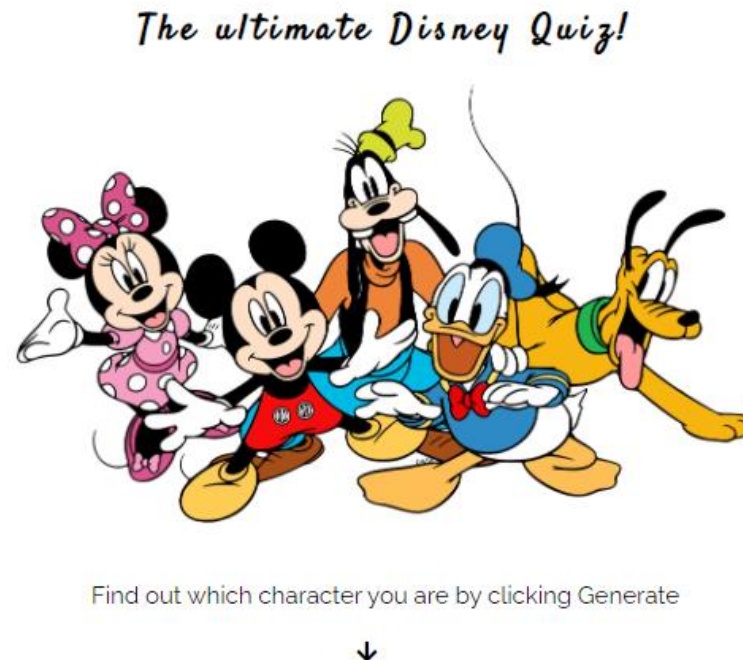 The ultimate Disney Quiz!
Find out which character you are by clicking Generate